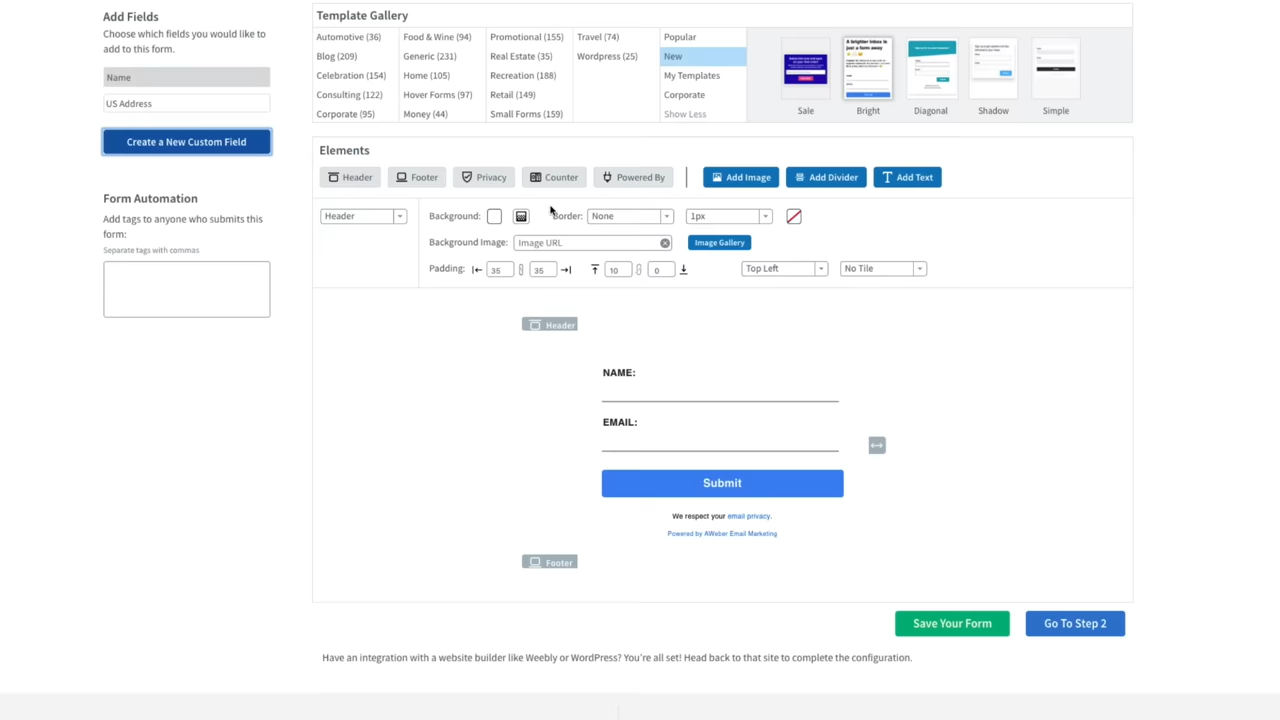 Add Fields
Choose which fields you would like
to add to this form.
Name
US Address
Create a New Custom Field
Form Automation
Add tags to anyone who submits this
form:
Separate tags with commas
Template Gallery
Automotive (36)
Blog (209)
Celebration (154)
Consulting (122)
Corporate (95)
Food & Wine (94)
Generic (231)
Home (105)
Hover Forms (97)
Money (44)
Promotional (155)
Real Estate (35)
Recreation (188)
Retail (149)
Small Forms (159)
Travel (74)
Wordpress (25)
Popular
New
My Templates
Corporate
Show Less
A brighter inbox is
just a form away
Sale
Bright
Diagonal
Shadow
Simple
Elements
Header
Footer
Privacy
Counter
Powered By
Add Image
Add Divider
Add Text
Header
Background:
Border:
None
1px
Background Image:
Image URL
Image Gallery
Padding:
35
35
10
0
Top Left
No Tile
Header
NAME:
EMAIL:
Submit
We respect your email privacy.
Powered by AWeber Email Marketing
Footer
Save Your Form
Go To Step 2
Have an integration with a website builder like Weebly or WordPress? You're all set! Head back to that site to complete the configuration.